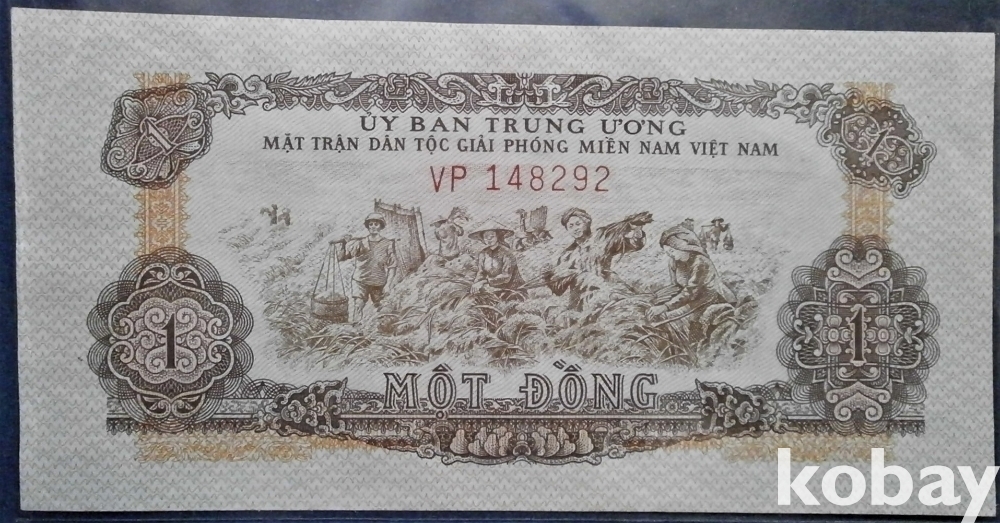 1
1
ỦY BAN TRUNG ƯƠNG
MẶT TRẬN DÂN TỘC GIẢI PHÓNG MIỀN NAM VIỆT NAM
VP 148292
1
1
MỘT ĐỒNG
kobay